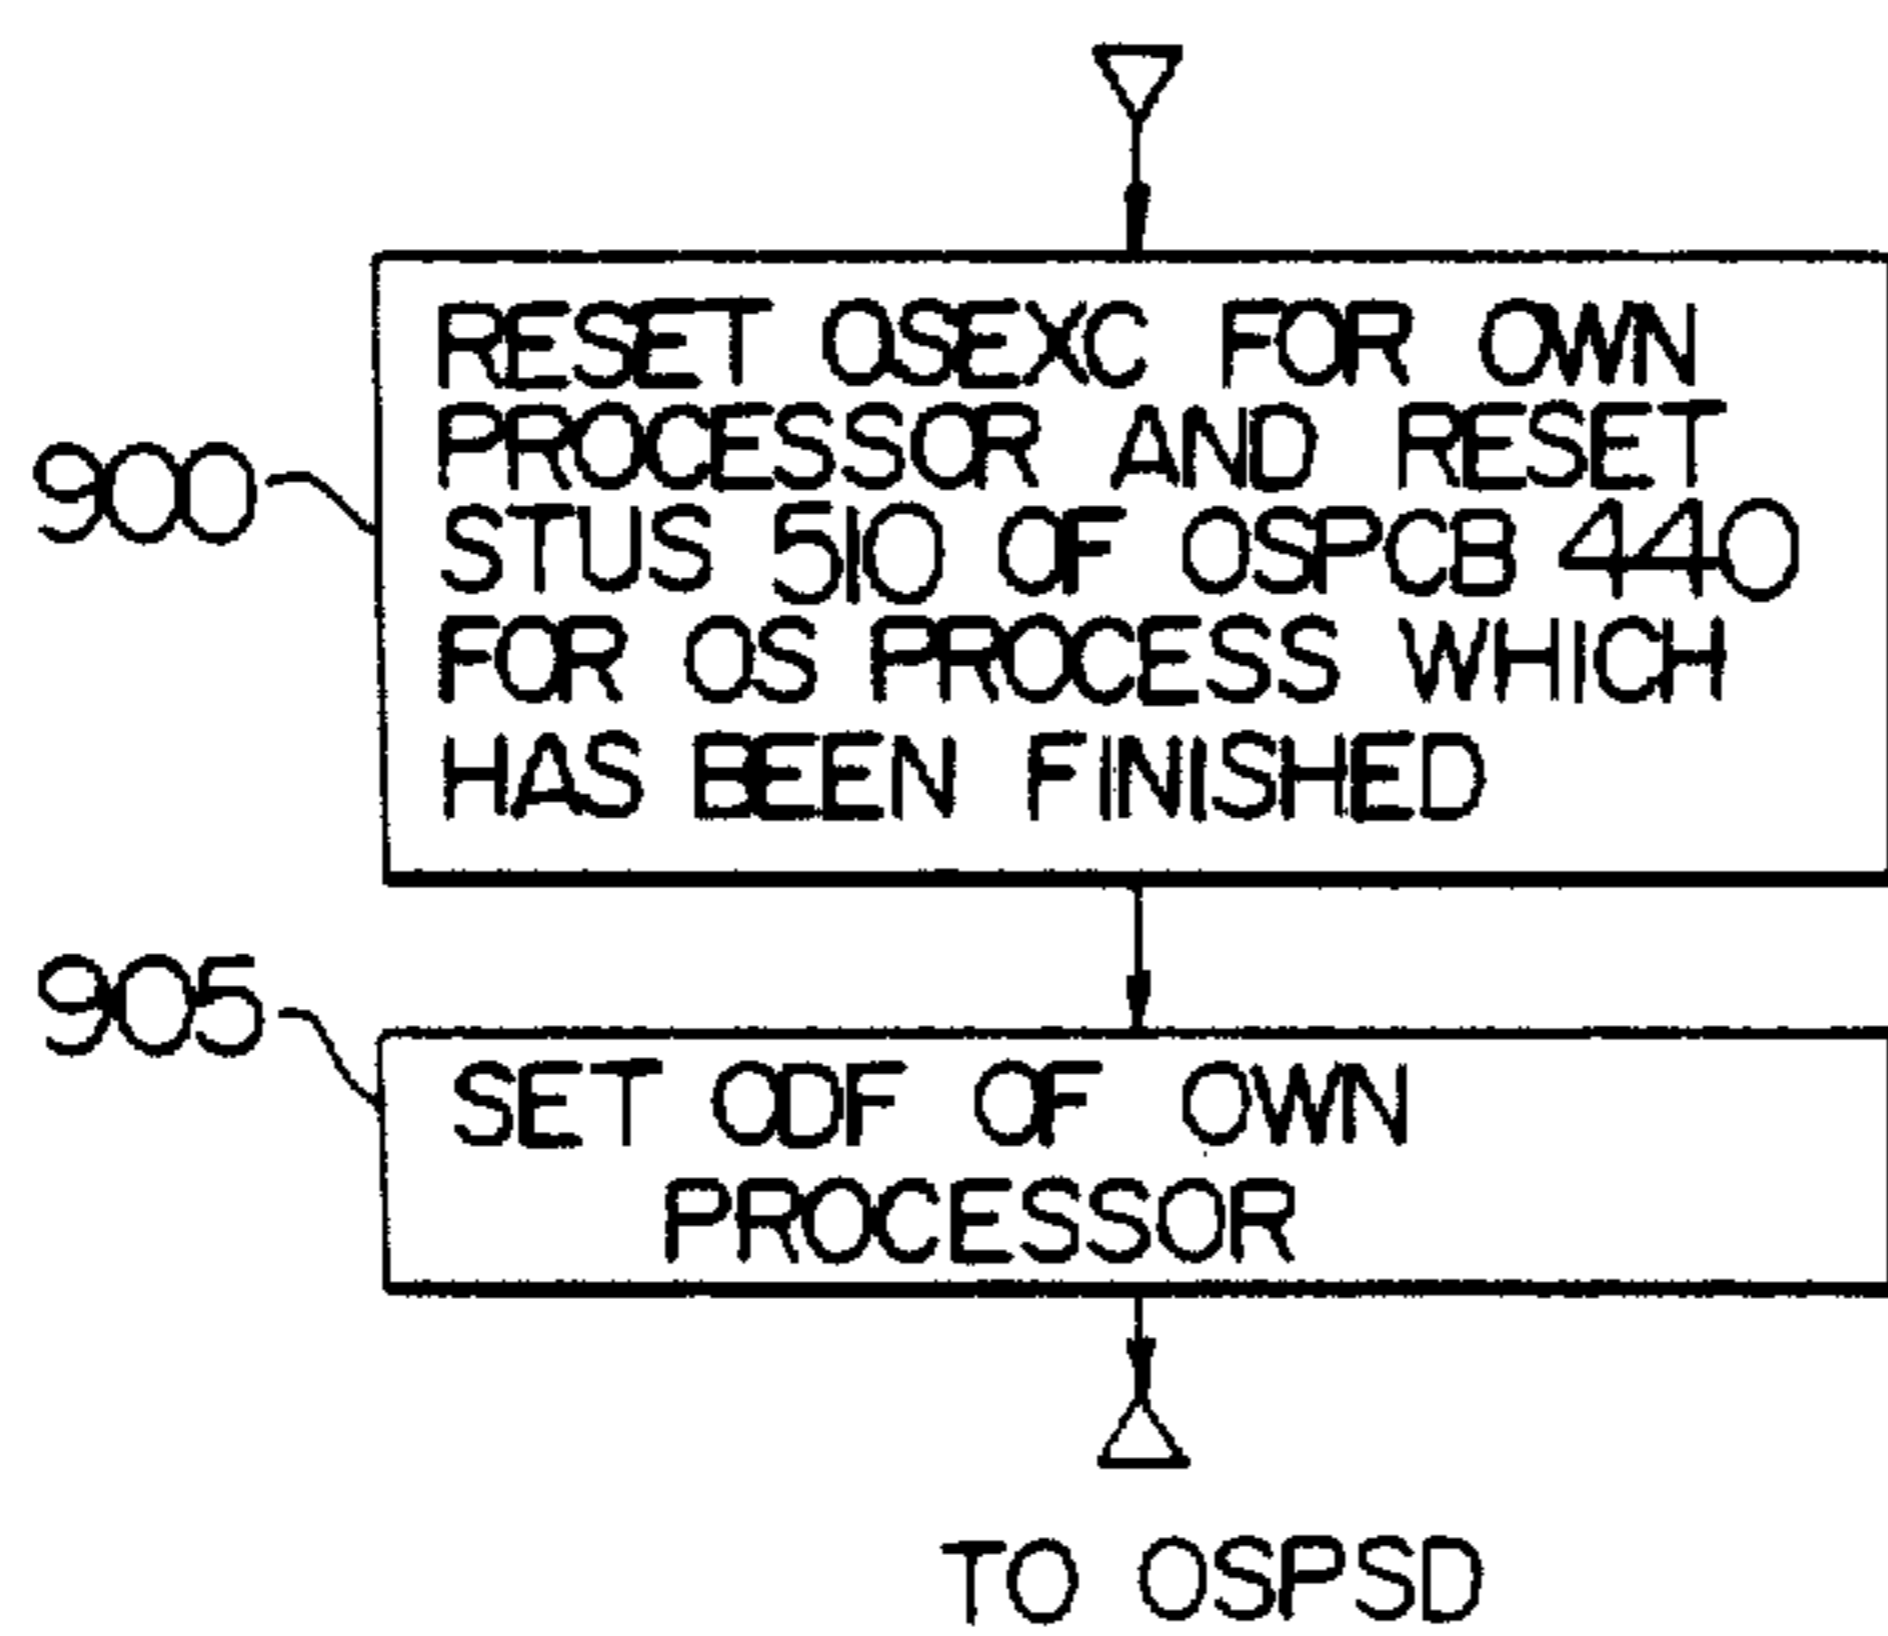 RESET OSEXC FOR OWN
PROCESSOR AND RESET
900
STUS 510 OF OSPCB 440
FOR OS PROCESS WHICH
HAS BEEN FINISHED
905
SET ODF OF OWN
PROCESSOR
TO OSPSD